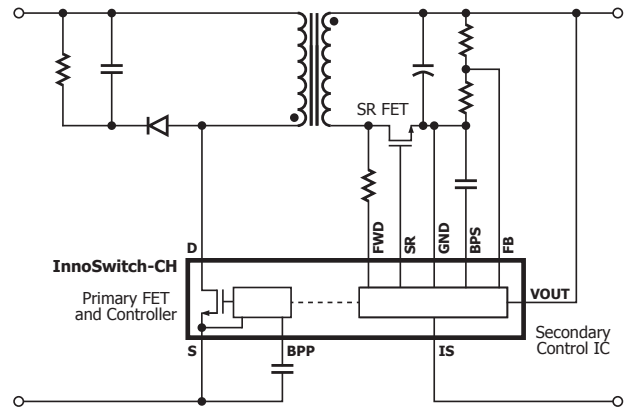 SR FET
FWD
SR
GND
BPS
FB
D
InnoSwitch-CH
Primary FET
and Controller
VOUT
Secondary
Control IC
S
BPP
IS